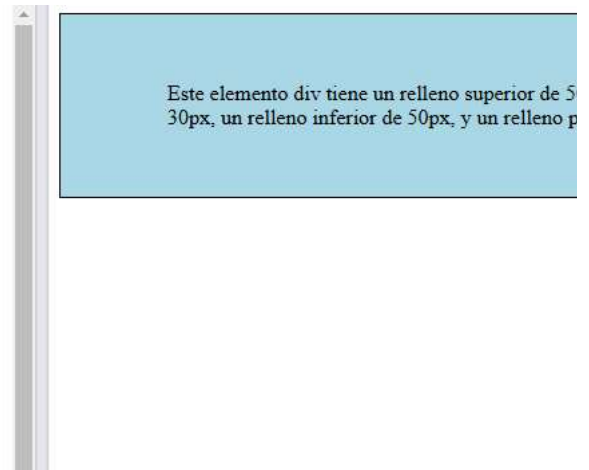 Este elemento div tiene un relleno superior de 5
30px, un relleno inferior de 50px, y un relleno p